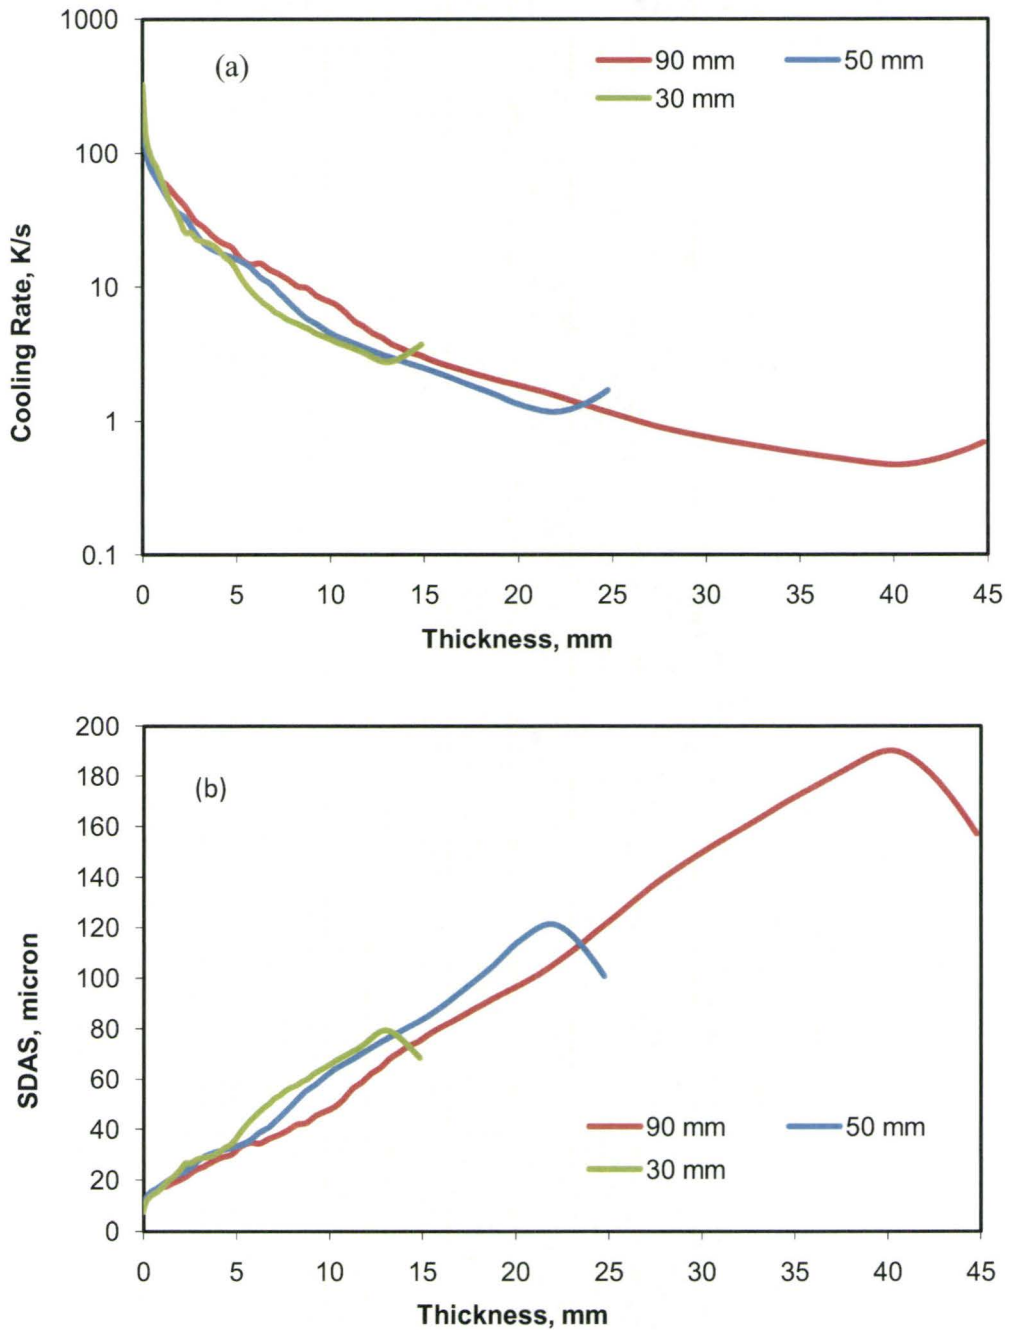 1000
(a)
90 mm
50 mm
30 mm
100
10
1
0.1
Cooling Rate, K/s
0 5 10 15 20 25 30 35 40 45
Thickness, mm
200
180
(b)
160
140
120
100
80
60
40
20
0
SDAS, micron
90 mm
50 mm
30 mm
0 5 10 15 20 25 30 35 40 45
Thickness, mm